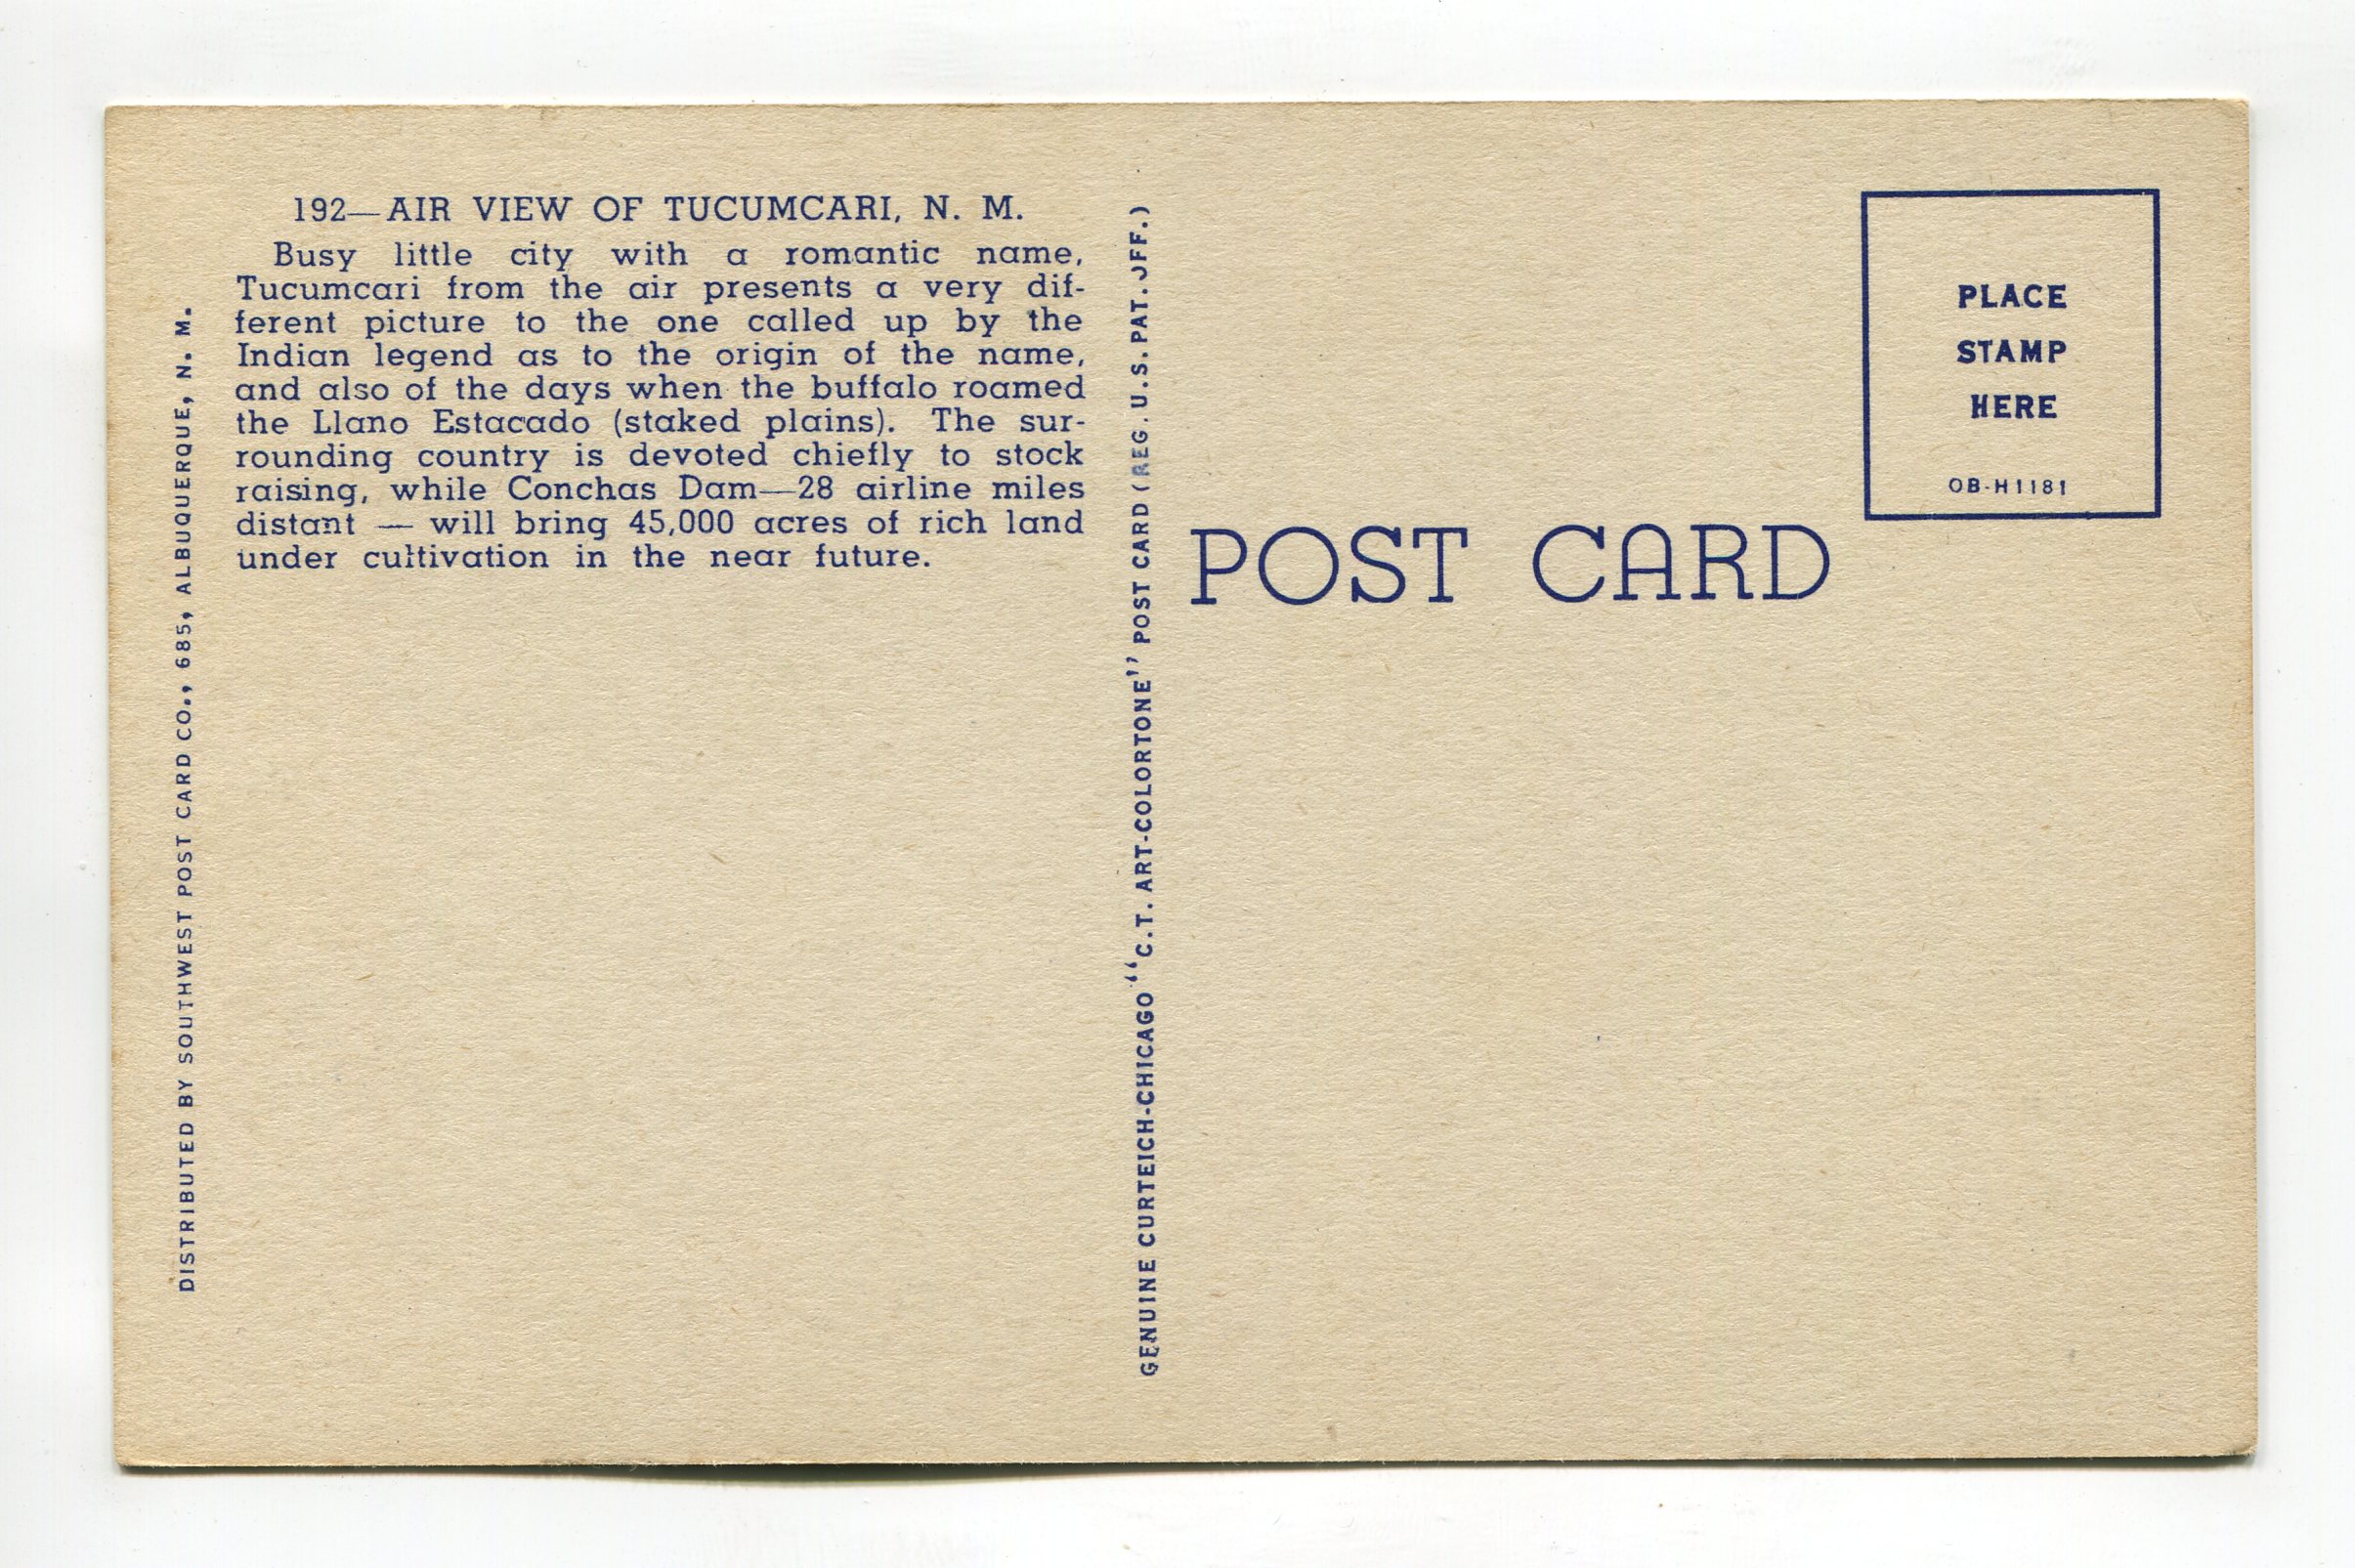 192—AIR VIEW OF TUCUMCARI, N. M.
Busy little city with a romantic name,
Tucumcari from the air presents a very dif-
ferent picture to the one called up by the
Indian legend as to the origin of the name,
and also of the days when the buffalo roamed
the Llano Estacado (staked plains). The sur-
rounding country is devoted chiefly to stock
raising, while Conchas Dam—28 airline miles
distant — will bring 45,000 acres of rich land
under cultivation in the near future.
DISTRIBUTED BY SOUTHWEST POST CARD CO., 685, ALBUQUERQUE, N. M.
GENUINE CURTEICH-CHICAGO "C.T. ART-COLORTONE" POST CARD (REG. U.S. PAT. OFF.)
POST CARD
PLACE
STAMP
HERE
OB-H1181